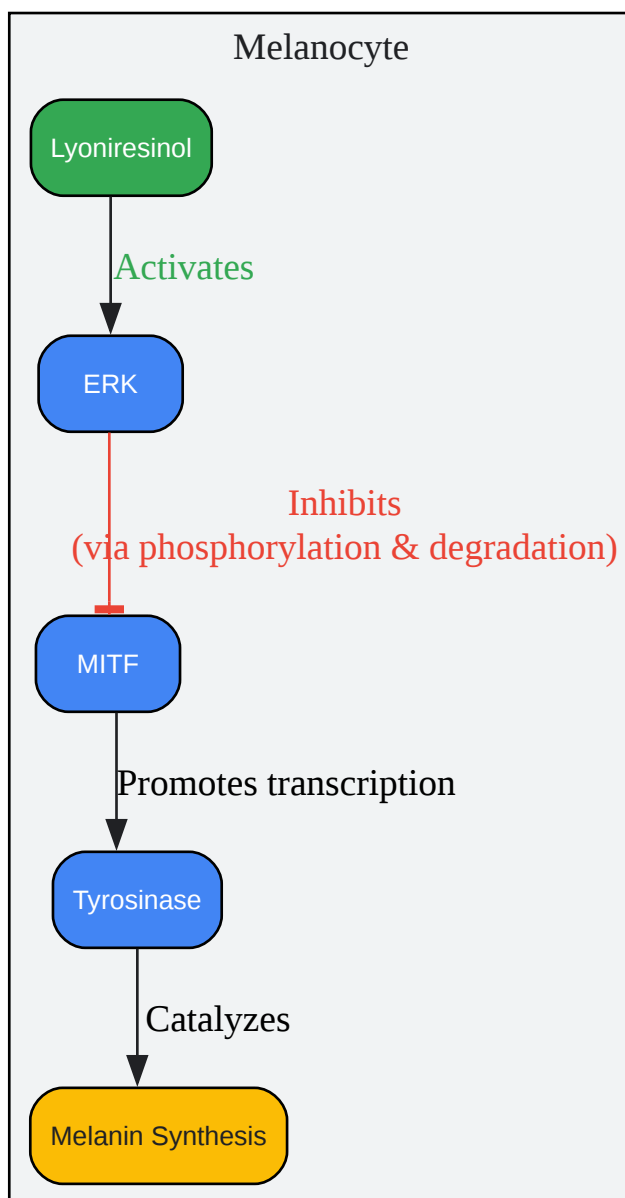 Melanocyte
Lyoniresinol
Activates
ERK
Inhibits
(via phosphorylation & degradation)
MITF
Promotes transcription
Tyrosinase
Catalyzes
Melanin Synthesis